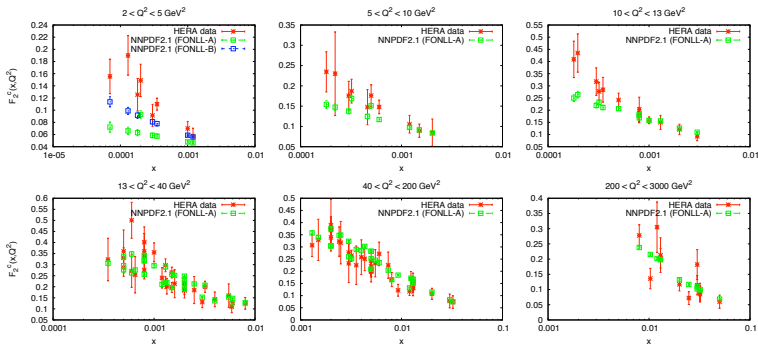 2 < Q² < 5 GeV²
HERA data
NNPDF2.1 (FONLL-A)
NNPDF2.1 (FONLL-B)
F₂ᶜ(x,Q²)
0.24
0.22
0.2
0.18
0.16
0.14
0.12
0.1
0.08
0.06
0.04
1e-05 0.0001 0.001 0.01
x
5 < Q² < 10 GeV²
HERA data
NNPDF2.1 (FONLL-A)
0.35
0.3
0.25
0.2
0.15
0.1
0.05
0.0001 0.001 0.01
x
10 < Q² < 13 GeV²
HERA data
NNPDF2.1 (FONLL-A)
0.55
0.5
0.45
0.4
0.35
0.3
0.25
0.2
0.15
0.1
0.05
0.0001 0.001 0.01
x
13 < Q² < 40 GeV²
HERA data
NNPDF2.1 (FONLL-A)
F₂ᶜ(x,Q²)
0.6
0.55
0.5
0.45
0.4
0.35
0.3
0.25
0.2
0.15
0.1
0.05
0.0001 0.001 0.01
x
40 < Q² < 200 GeV²
HERA data
NNPDF2.1 (FONLL-A)
0.5
0.45
0.4
0.35
0.3
0.25
0.2
0.15
0.1
0.05
0
0.001 0.01 0.1
x
200 < Q² < 3000 GeV²
HERA data
NNPDF2.1 (FONLL-A)
0.4
0.35
0.3
0.25
0.2
0.15
0.1
0.05
0
0.001 0.01 0.1
x